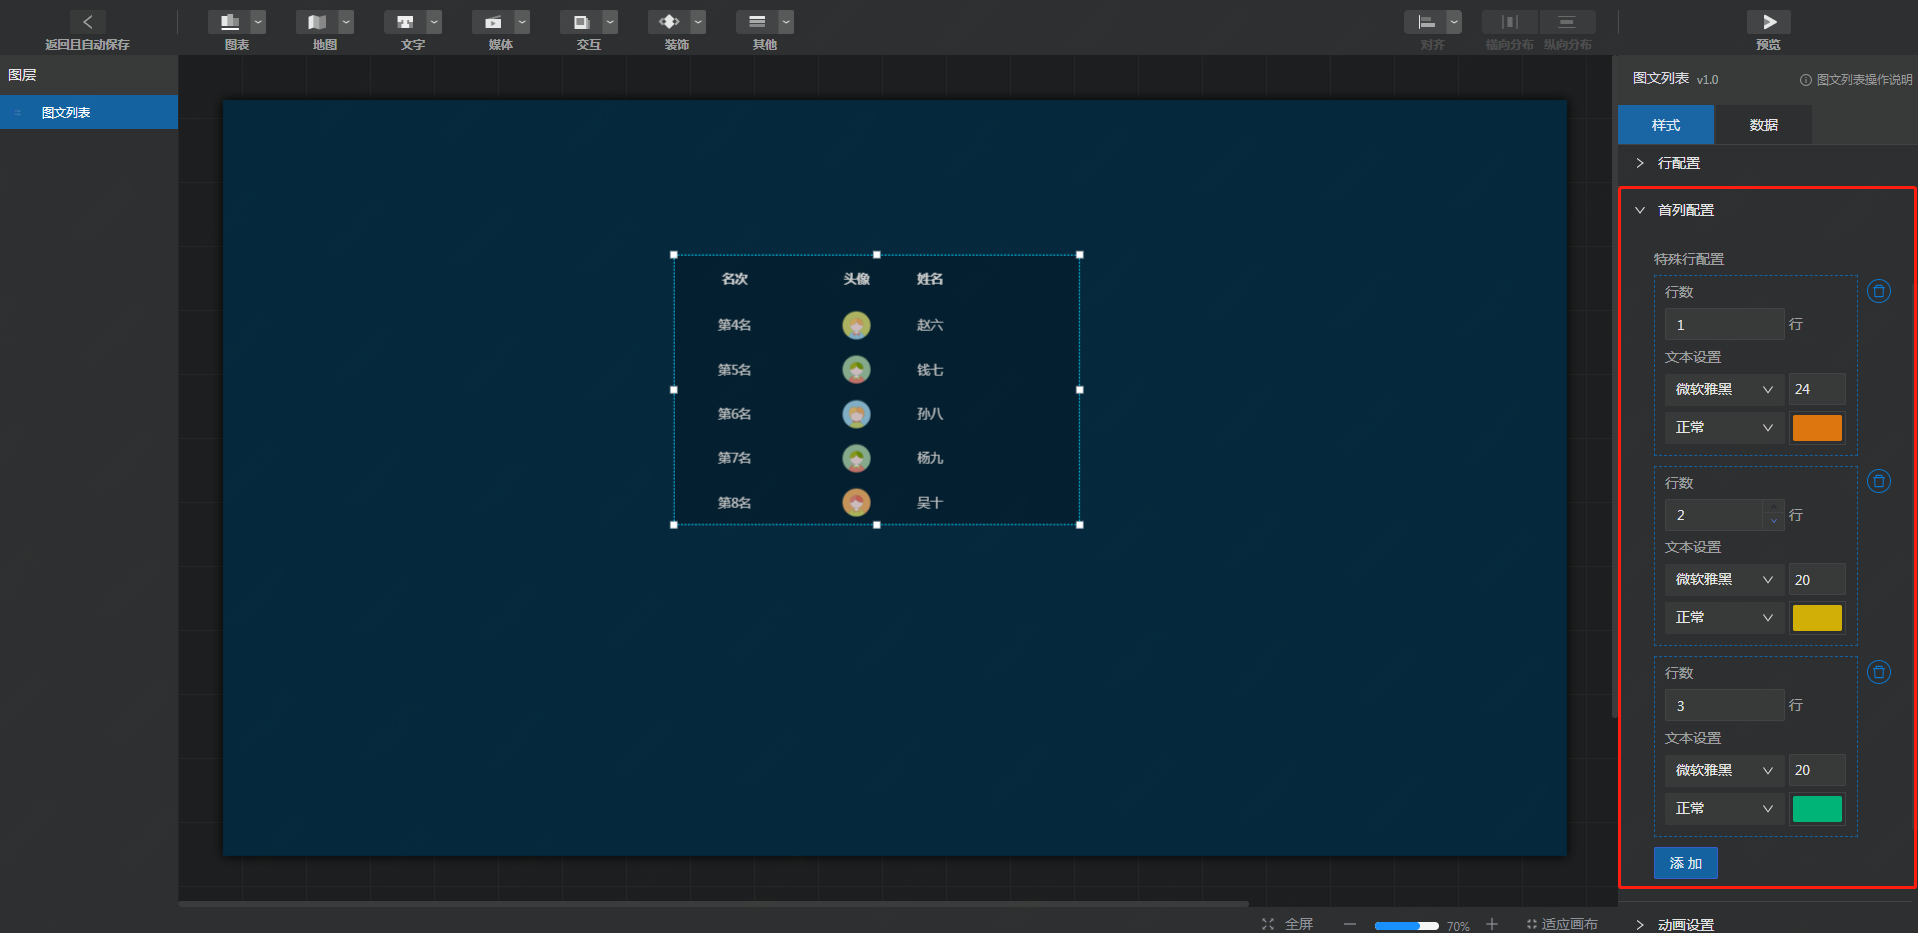 返回且自动保存
图表
地图
文字
媒体
交互
装饰
其他
对齐
横向分布
纵向分布
预览
图层
图文列表
名次 头像 姓名
第4名 赵六
第5名 钱七
第6名 孙八
第7名 杨九
第8名 吴十
图文列表 v1.0
图文列表操作说明
样式 数据
行配置
首列配置
特殊行配置
行数
1 行
文本设置
微软雅黑 24
正常
行数
2 行
文本设置
微软雅黑 20
正常
行数
3 行
文本设置
微软雅黑 20
正常
添 加
动画设置
全屏 70% 适应画布